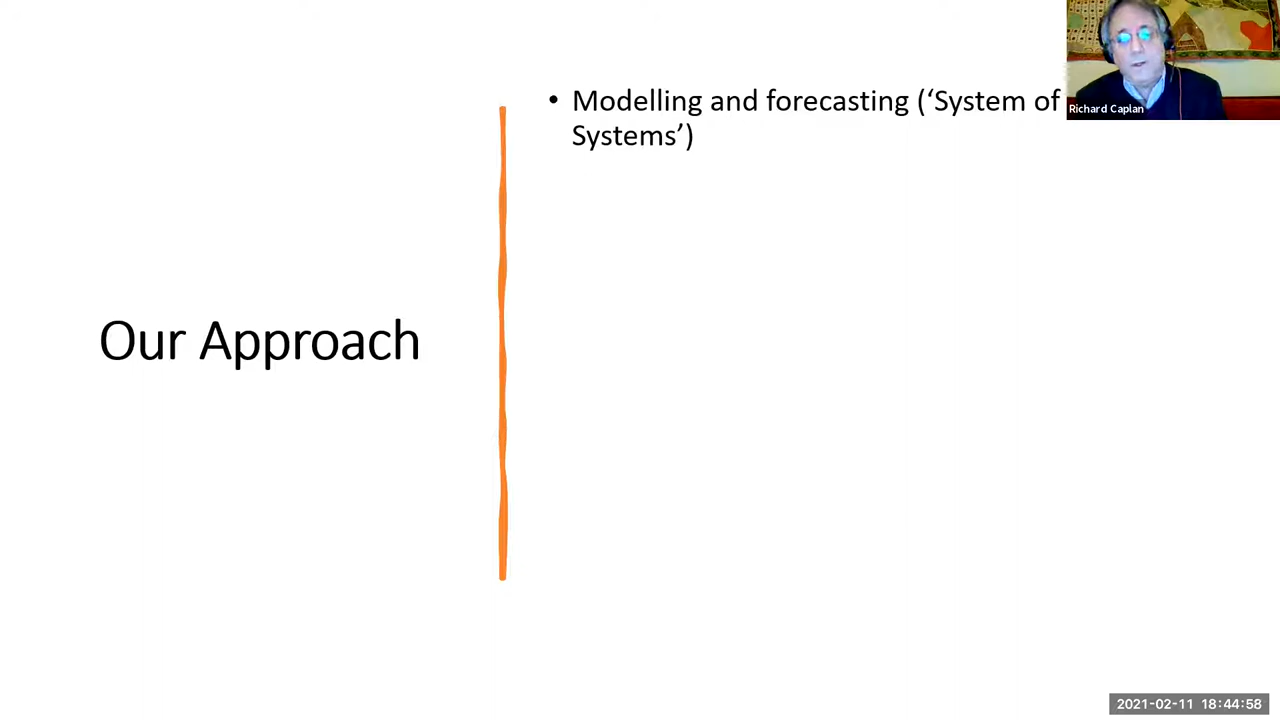 Our Approach
• Modelling and forecasting (‘System of
Systems’)
Richard Caplan
2021-02-11 18:44:58